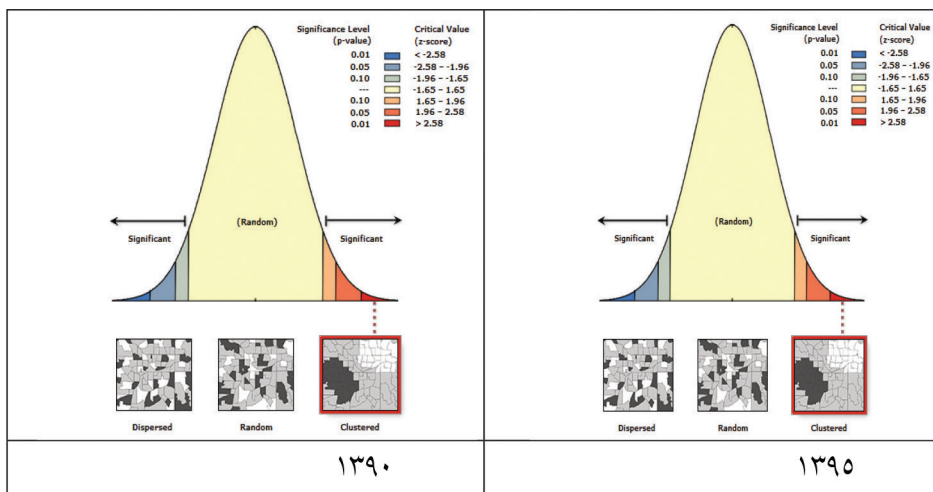 Significance Level
(p-value)
Critical Value
(z-score)
0.01 < -2.58
0.05 -2.58 – -1.96
0.10 -1.96 – -1.65
--- -1.65 – 1.65
0.10 1.65 – 1.96
0.05 1.96 – 2.58
0.01 > 2.58
(Random)
Significant
Significant
Dispersed
Random
Clustered
۱۳۹۰
Significance Level
(p-value)
Critical Value
(z-score)
0.01 < -2.58
0.05 -2.58 – -1.96
0.10 -1.96 – -1.65
--- -1.65 – 1.65
0.10 1.65 – 1.96
0.05 1.96 – 2.58
0.01 > 2.58
(Random)
Significant
Significant
Dispersed
Random
Clustered
۱۳۹۵